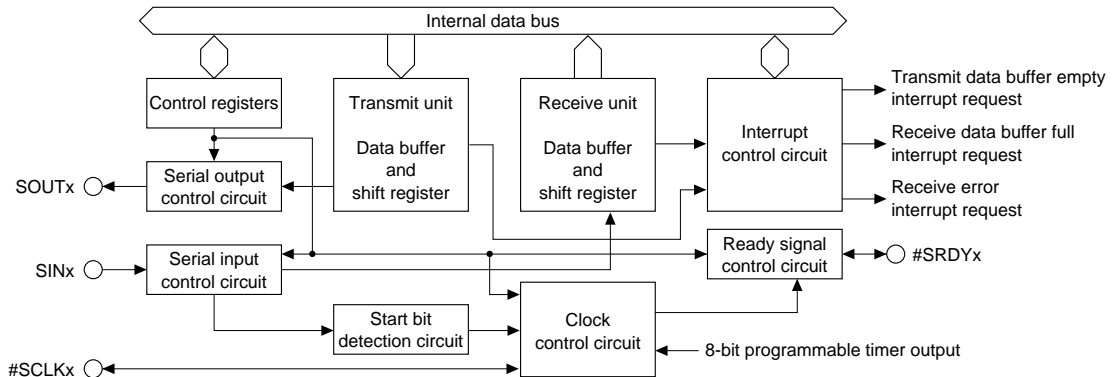 Internal data bus
Control registers
Transmit unit
Data buffer
and
shift register
Receive unit
Data buffer
and
shift register
Interrupt
control circuit
Transmit data buffer empty
interrupt request
Receive data buffer full
interrupt request
Receive error
interrupt request
SOUTx
Serial output
control circuit
SINx
Serial input
control circuit
Ready signal
control circuit
#SRDYx
Start bit
detection circuit
Clock
control circuit
8-bit programmable timer output
#SCLKx